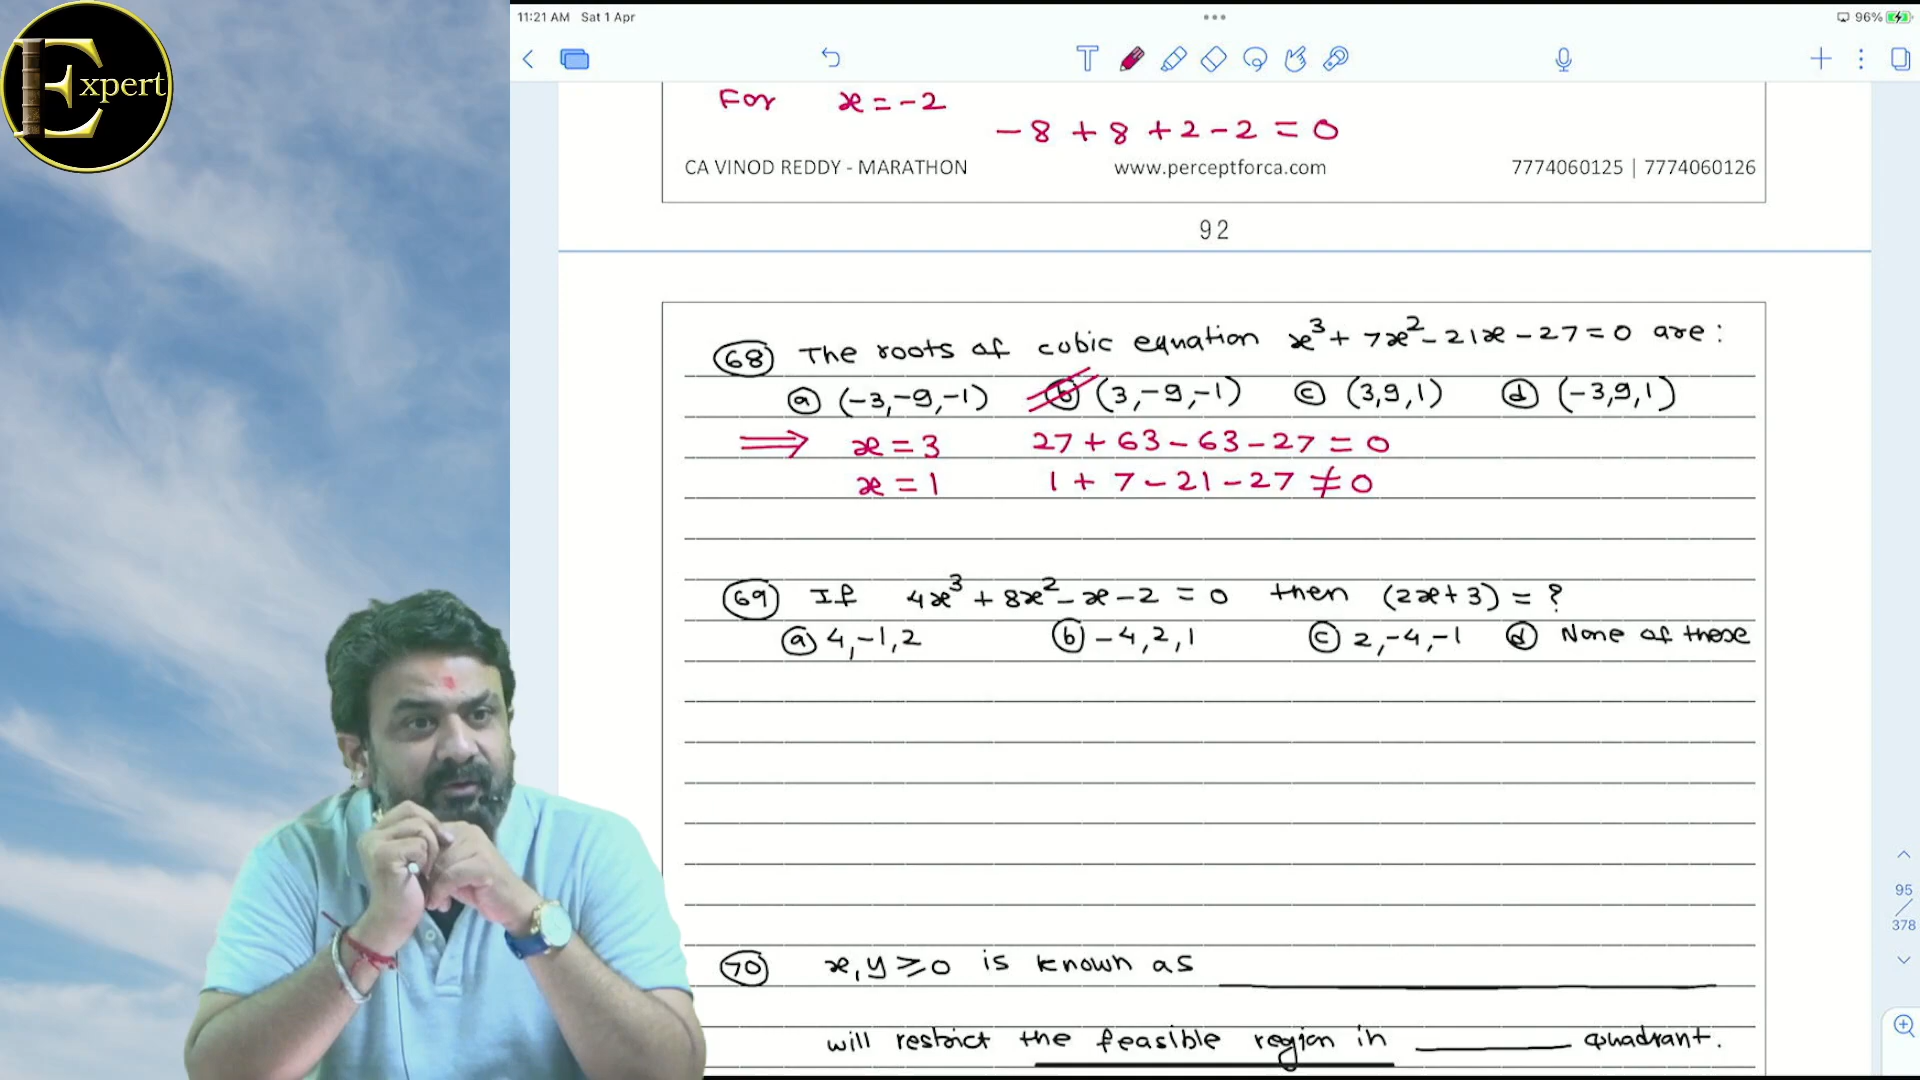 Expert
11:21 AM Sat 1 Apr
96%
For x = -2
-8 + 8 + 2 - 2 = 0
CA VINOD REDDY - MARATHON www.perceptforca.com 7774060125 | 7774060126
92
68 The roots of cubic equation x³ + 7x² - 21x - 27 = 0 are :
a (-3,-9,-1) b (3,-9,-1) c (3,9,1) d (-3,9,1)
⟹ x = 3 27 + 63 - 63 - 27 = 0
x = 1 1 + 7 - 21 - 27 ≠ 0
69 If 4x³ + 8x² - x - 2 = 0 then (2x+3) = ?
a 4,-1,2 b -4,2,1 c 2,-4,-1 d None of these
70 x,y ≥ 0 is known as ________
will restrict the feasible region in ________ quadrant.
95
/
378